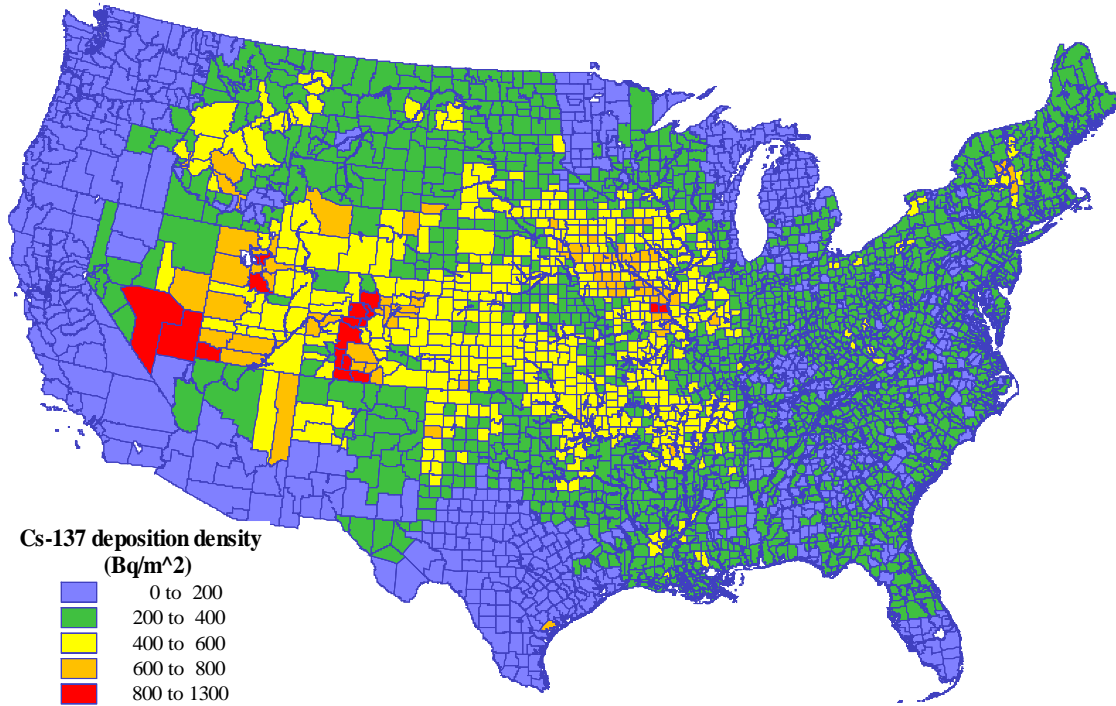 Cs-137 deposition density
(Bq/m^2)
0 to 200
200 to 400
400 to 600
600 to 800
800 to 1300